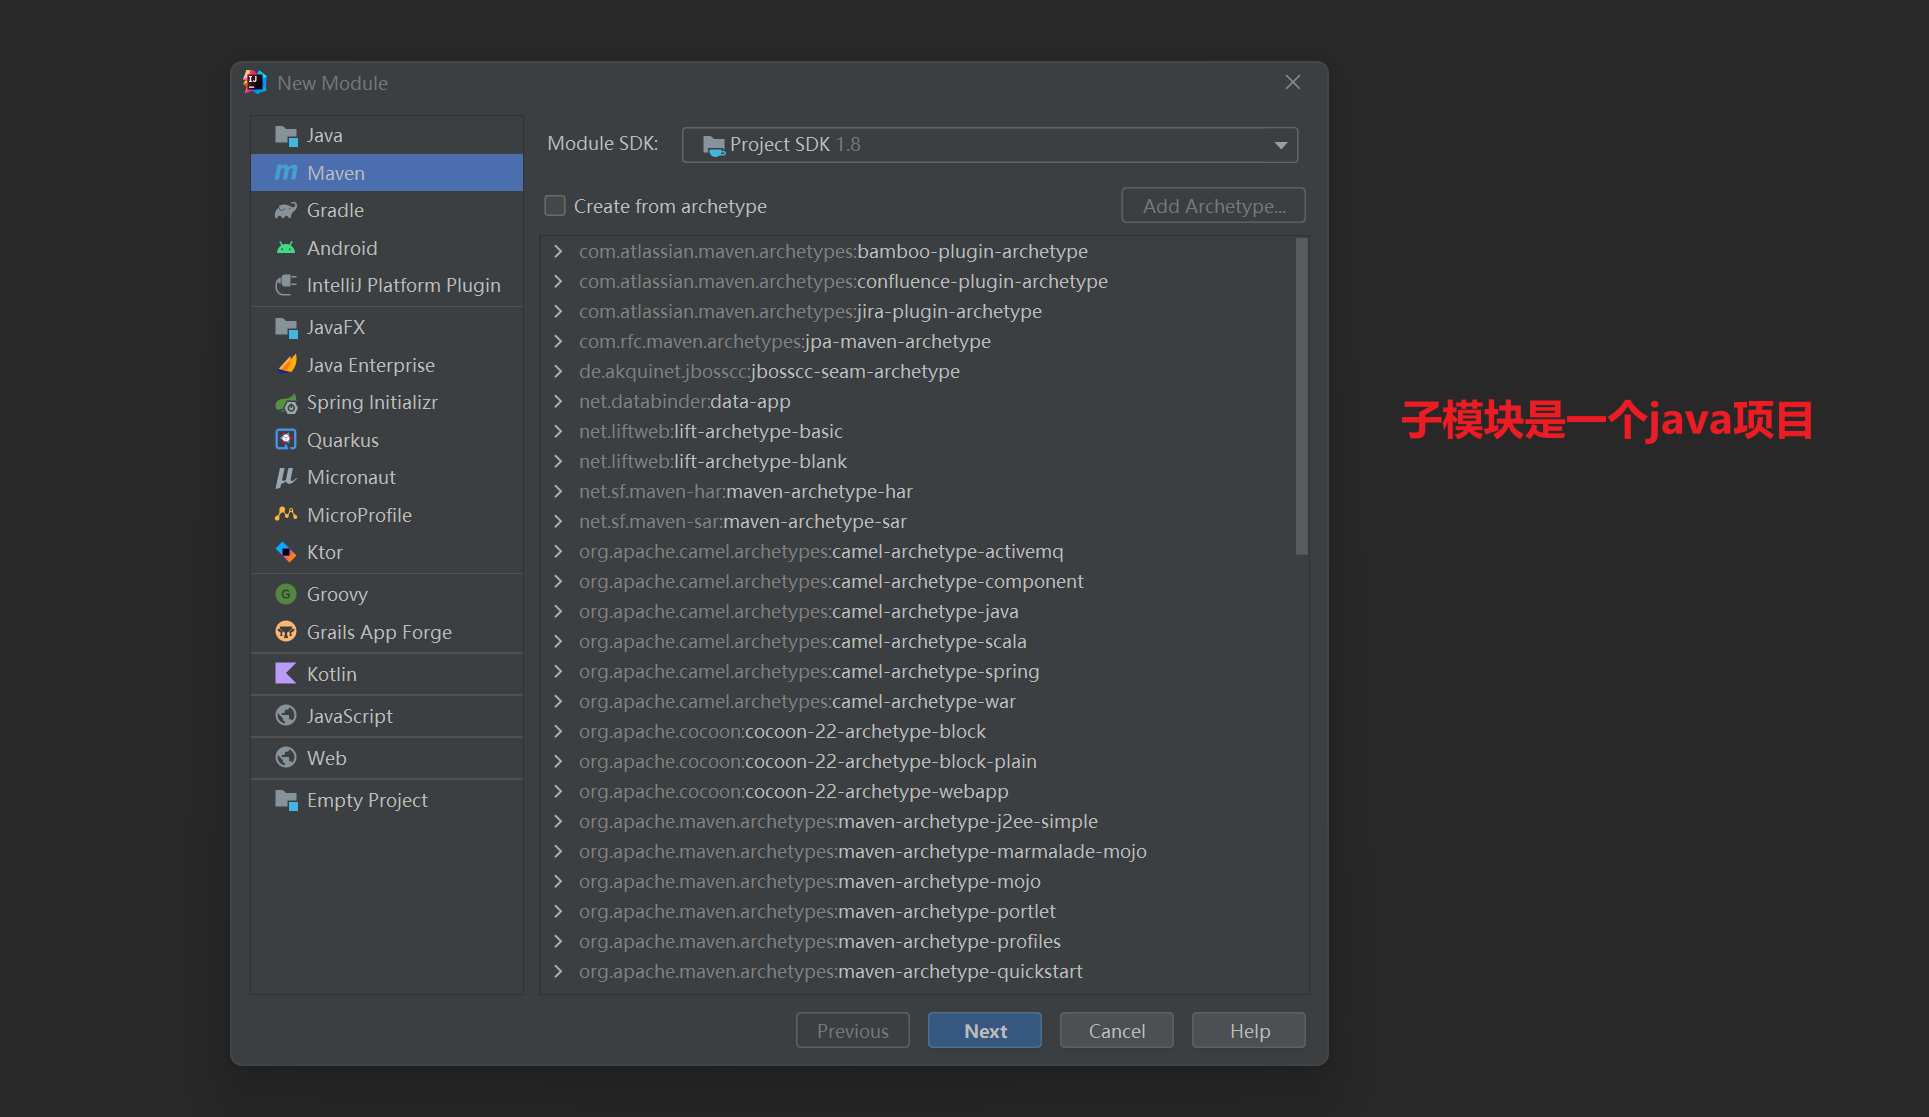 New Module
Java
Maven
Gradle
Android
IntelliJ Platform Plugin
JavaFX
Java Enterprise
Spring Initializr
Quarkus
Micronaut
MicroProfile
Ktor
Groovy
Grails App Forge
Kotlin
JavaScript
Web
Empty Project
Module SDK: Project SDK 1.8
Create from archetype Add Archetype...
com.atlassian.maven.archetypes:bamboo-plugin-archetype
com.atlassian.maven.archetypes:confluence-plugin-archetype
com.atlassian.maven.archetypes:jira-plugin-archetype
com.rfc.maven.archetypes:jpa-maven-archetype
de.akquinet.jbosscc:jbosscc-seam-archetype
net.databinder:data-app
net.liftweb:lift-archetype-basic
net.liftweb:lift-archetype-blank
net.sf.maven-har:maven-archetype-har
net.sf.maven-sar:maven-archetype-sar
org.apache.camel.archetypes:camel-archetype-activemq
org.apache.camel.archetypes:camel-archetype-component
org.apache.camel.archetypes:camel-archetype-java
org.apache.camel.archetypes:camel-archetype-scala
org.apache.camel.archetypes:camel-archetype-spring
org.apache.camel.archetypes:camel-archetype-war
org.apache.cocoon:cocoon-22-archetype-block
org.apache.cocoon:cocoon-22-archetype-block-plain
org.apache.cocoon:cocoon-22-archetype-webapp
org.apache.maven.archetypes:maven-archetype-j2ee-simple
org.apache.maven.archetypes:maven-archetype-marmalade-mojo
org.apache.maven.archetypes:maven-archetype-mojo
org.apache.maven.archetypes:maven-archetype-portlet
org.apache.maven.archetypes:maven-archetype-profiles
org.apache.maven.archetypes:maven-archetype-quickstart
Previous Next Cancel Help
子模块是一个java项目